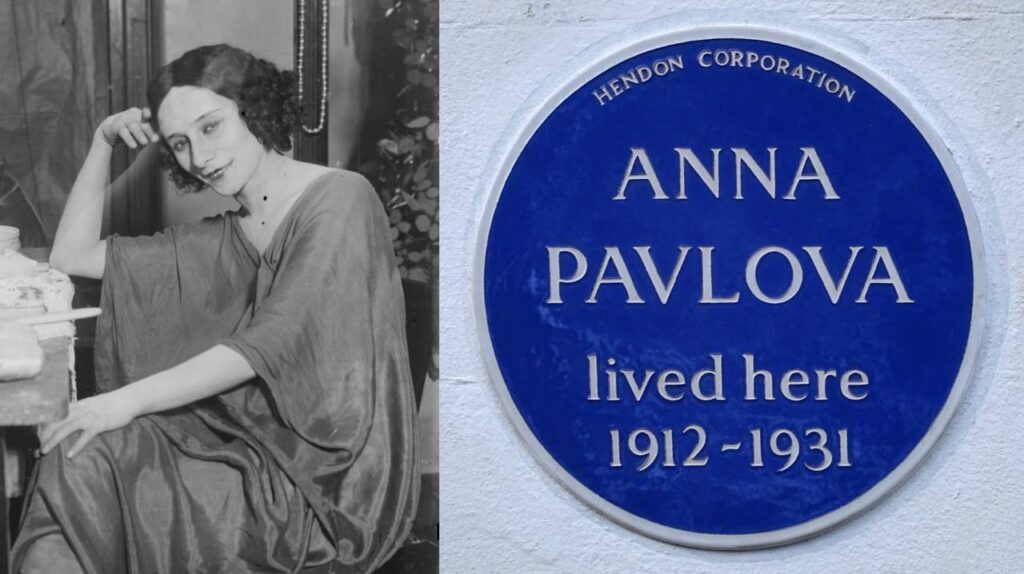 HENDON CORPORATION
ANNA
PAVLOVA
lived here
1912-1931